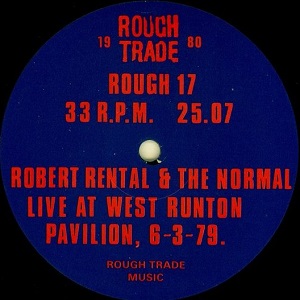 ROUGH
19 TRADE 80
ROUGH 17
33 R.P.M. 25.07
ROBERT RENTAL & THE NORMAL
LIVE AT WEST RUNTON
PAVILION, 6-3-79.
ROUGH TRADE
MUSIC